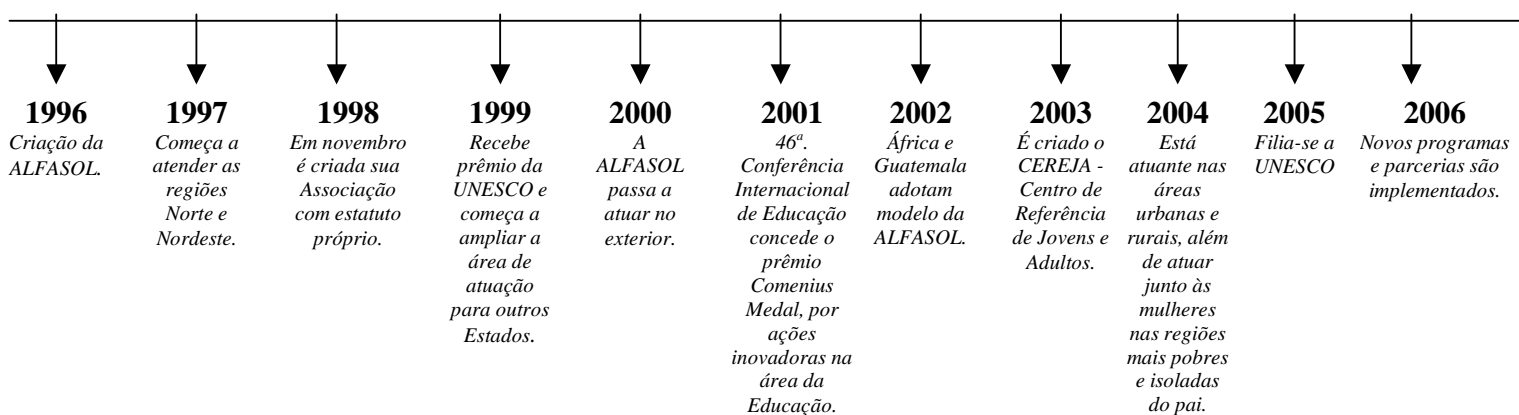 1996
Criação da
ALFASOL.
1997
Começa a
atender as
regiões
Norte e
Nordeste.
1998
Em novembro
é criada sua
Associação
com estatuto
próprio.
1999
Recebe
prêmio da
UNESCO e
começa a
ampliar a
área de
atuação
para outros
Estados.
2000
A
ALFASOL
passa a
atuar no
exterior.
2001
46ª.
Conferência
Internacional
de Educação
concede o
prêmio
Comenius
Medal, por
ações
inovadoras na
área da
Educação.
2002
África e
Guatemala
adotam
modelo da
ALFASOL.
2003
É criado o
CEREJA -
Centro de
Referência
de Jovens e
Adultos.
2004
Está
atuante nas
áreas
urbanas e
rurais, além
de atuar
junto às
mulheres
nas regiões
mais pobres
e isoladas
do pai.
2005
Filia-se a
UNESCO
2006
Novos programas
e parcerias são
implementados.